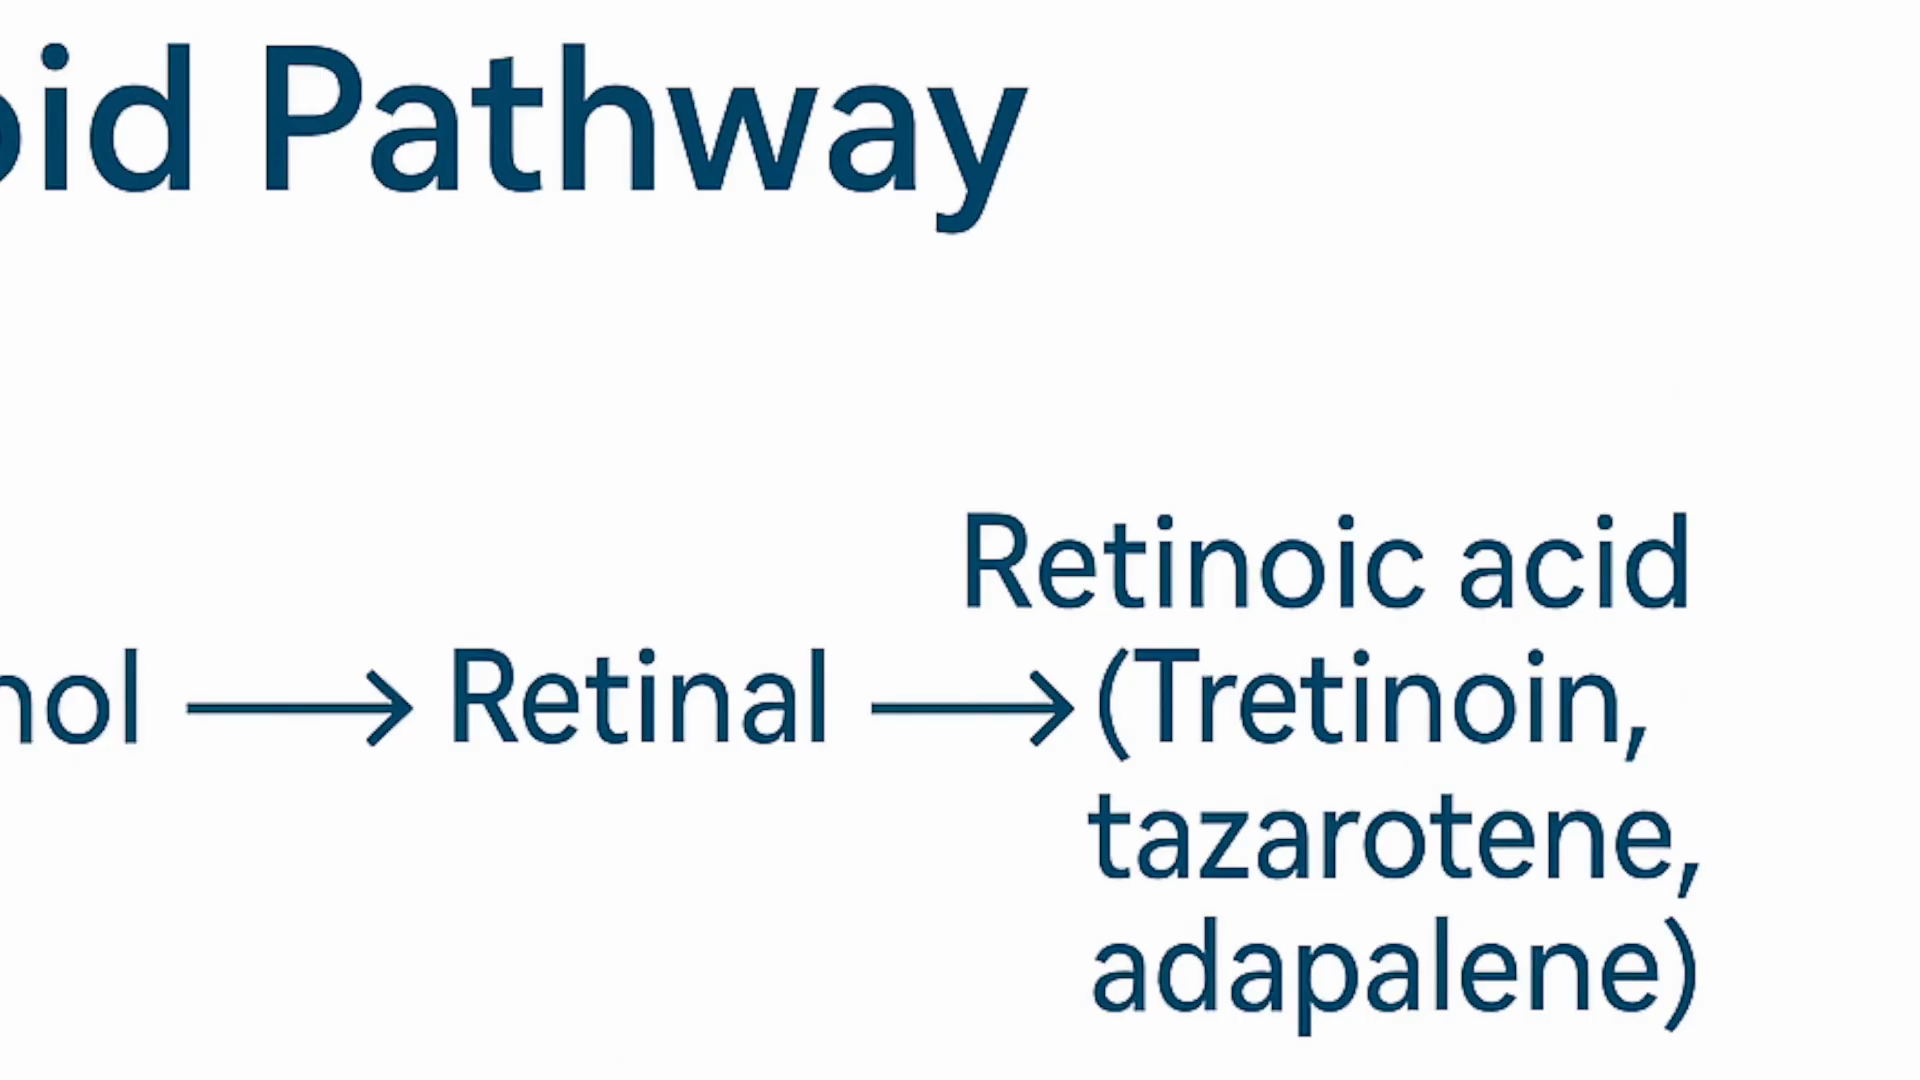 oid Pathway
Retinoic acid
nol → Retinal → (Tretinoin,
tazarotene,
adapalene)